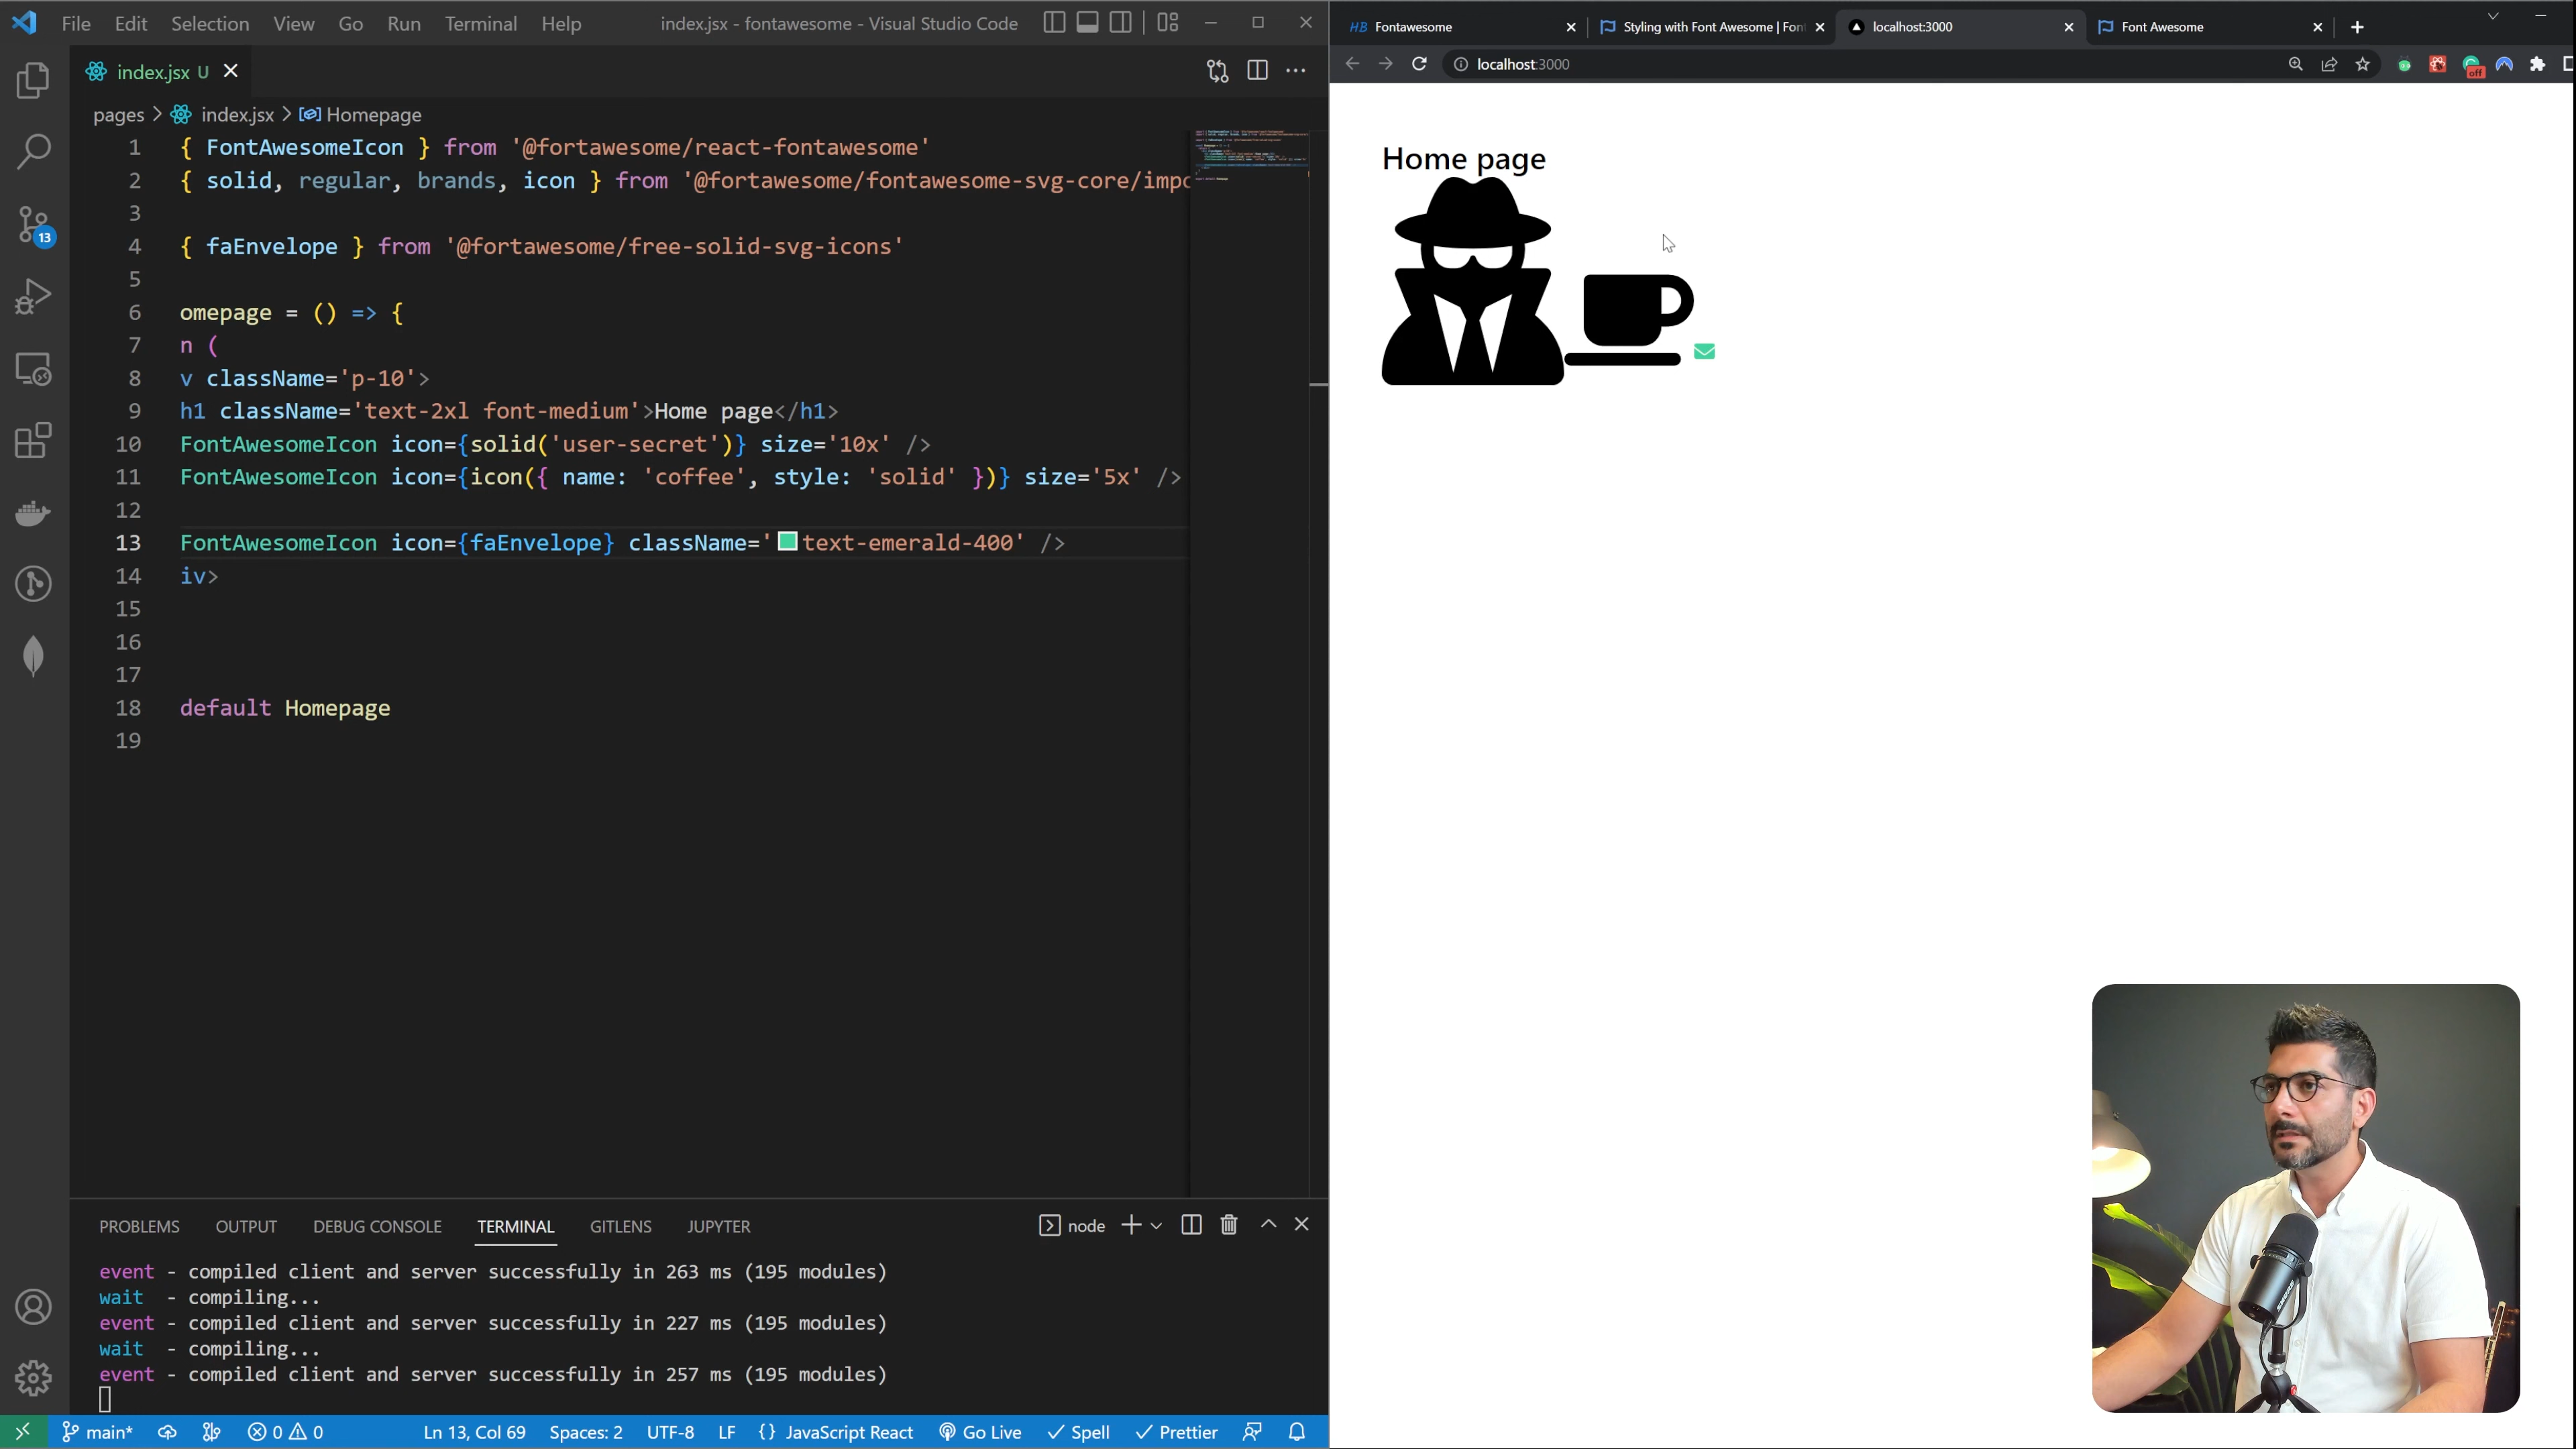 File Edit Selection View Go Run Terminal Help
index.jsx - fontawesome - Visual Studio Code
index.jsx U
pages > index.jsx > Homepage
1 { FontAwesomeIcon } from '@fortawesome/react-fontawesome'
2 { solid, regular, brands, icon } from '@fortawesome/fontawesome-svg-core/impo
3
4 { faEnvelope } from '@fortawesome/free-solid-svg-icons'
5
6 omepage = () => {
7 n (
8 v className='p-10'>
9 h1 className='text-2xl font-medium'>Home page</h1>
10 FontAwesomeIcon icon={solid('user-secret')} size='10x' />
11 FontAwesomeIcon icon={icon({ name: 'coffee', style: 'solid' })} size='5x' />
12
13 FontAwesomeIcon icon={faEnvelope} className='text-emerald-400' />
14 iv>
15
16
17
18 default Homepage
19
13
PROBLEMS OUTPUT DEBUG CONSOLE TERMINAL GITLENS JUPYTER
node
event - compiled client and server successfully in 263 ms (195 modules)
wait - compiling...
event - compiled client and server successfully in 227 ms (195 modules)
wait - compiling...
event - compiled client and server successfully in 257 ms (195 modules)
main* 0 0 Ln 13, Col 69 Spaces: 2 UTF-8 LF {} JavaScript React Go Live Spell Prettier
HB Fontawesome
Styling with Font Awesome | Fon
localhost:3000
Font Awesome
localhost:3000
off
Home page